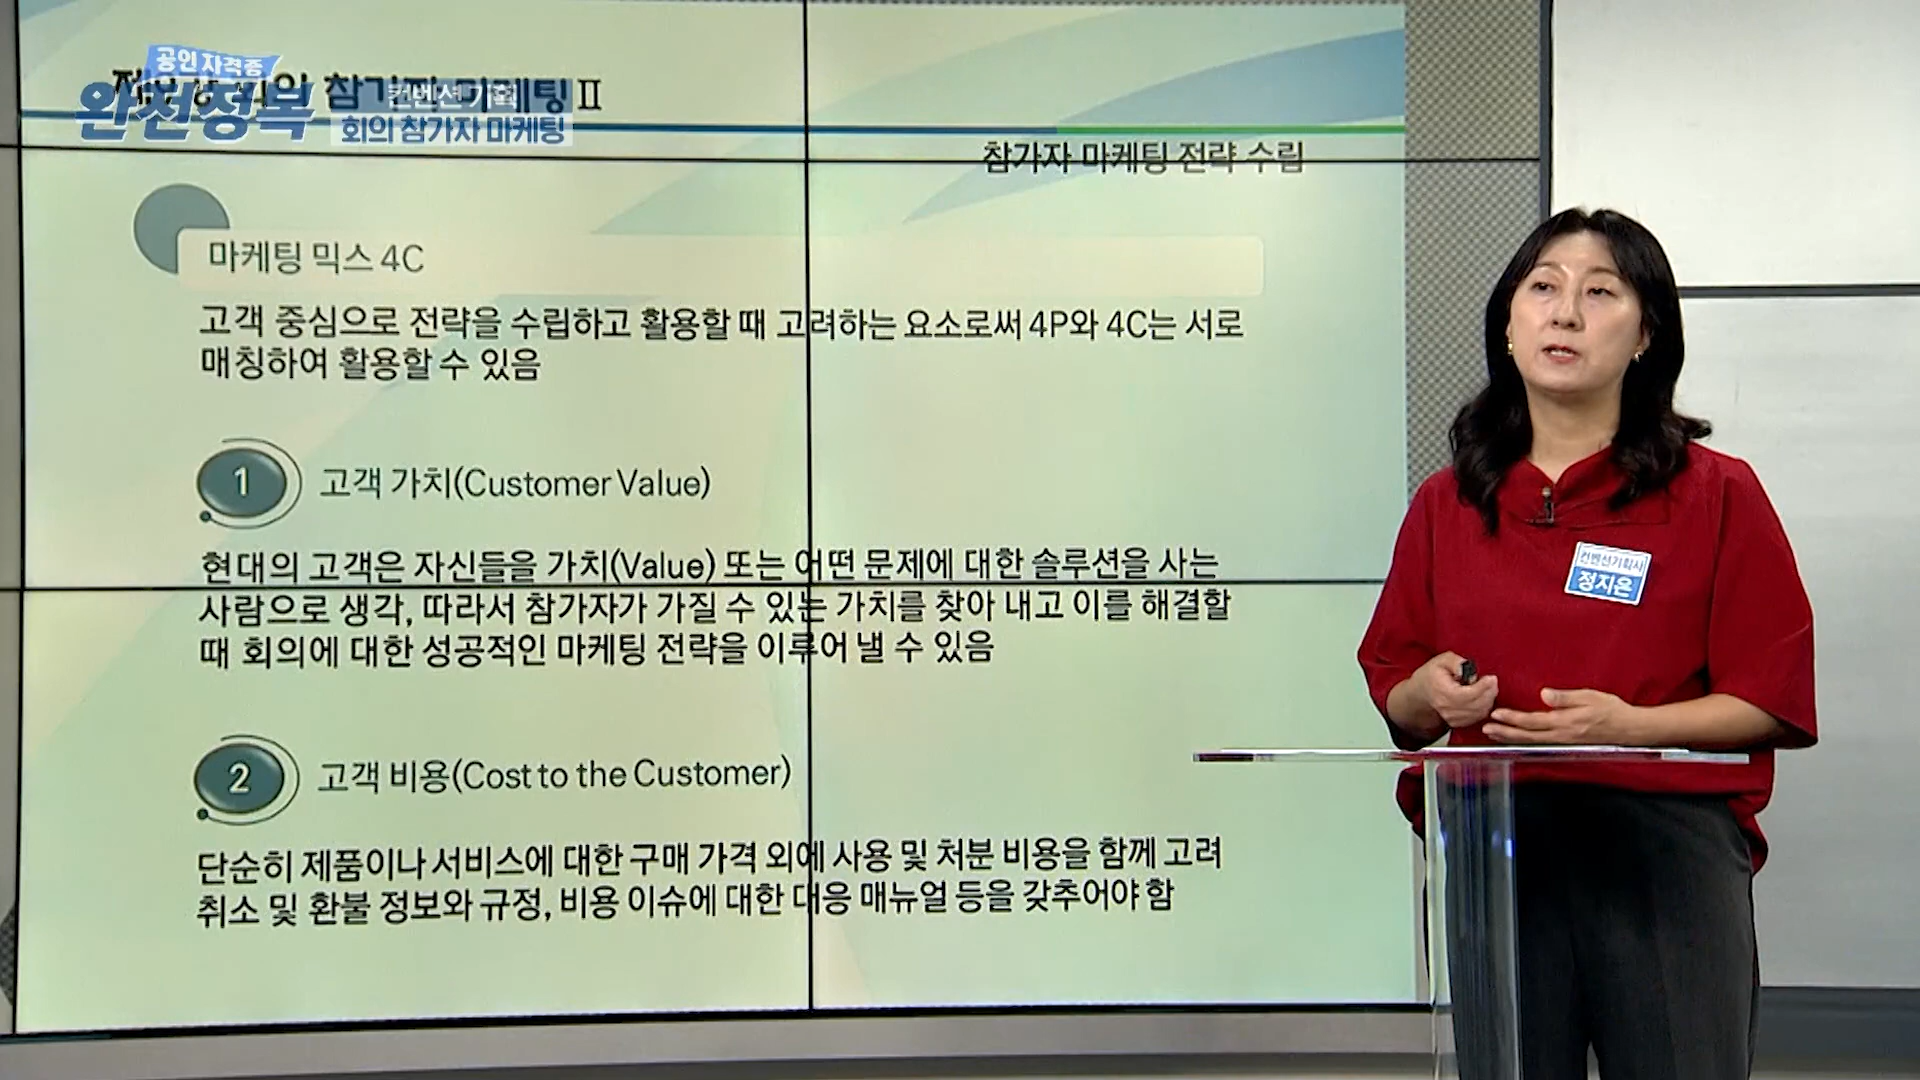 공인 자격증
완전정복
컨벤션 기획
회의 참가자 마케팅
마케팅Ⅱ
참가자 마케팅 전략 수립
마케팅 믹스 4C
고객 중심으로 전략을 수립하고 활용할 때 고려하는 요소로써 4P와 4C는 서로
매칭하여 활용할 수 있음
1 고객 가치(Customer Value)
현대의 고객은 자신들을 가치(Value) 또는 어떤 문제에 대한 솔루션을 사는
사람으로 생각, 따라서 참가자가 가질 수 있는 가치를 찾아 내고 이를 해결할
때 회의에 대한 성공적인 마케팅 전략을 이루어 낼 수 있음
2 고객 비용(Cost to the Customer)
단순히 제품이나 서비스에 대한 구매 가격 외에 사용 및 처분 비용을 함께 고려
취소 및 환불 정보와 규정, 비용 이슈에 대한 대응 매뉴얼 등을 갖추어야 함
컨벤션기획사
정지은